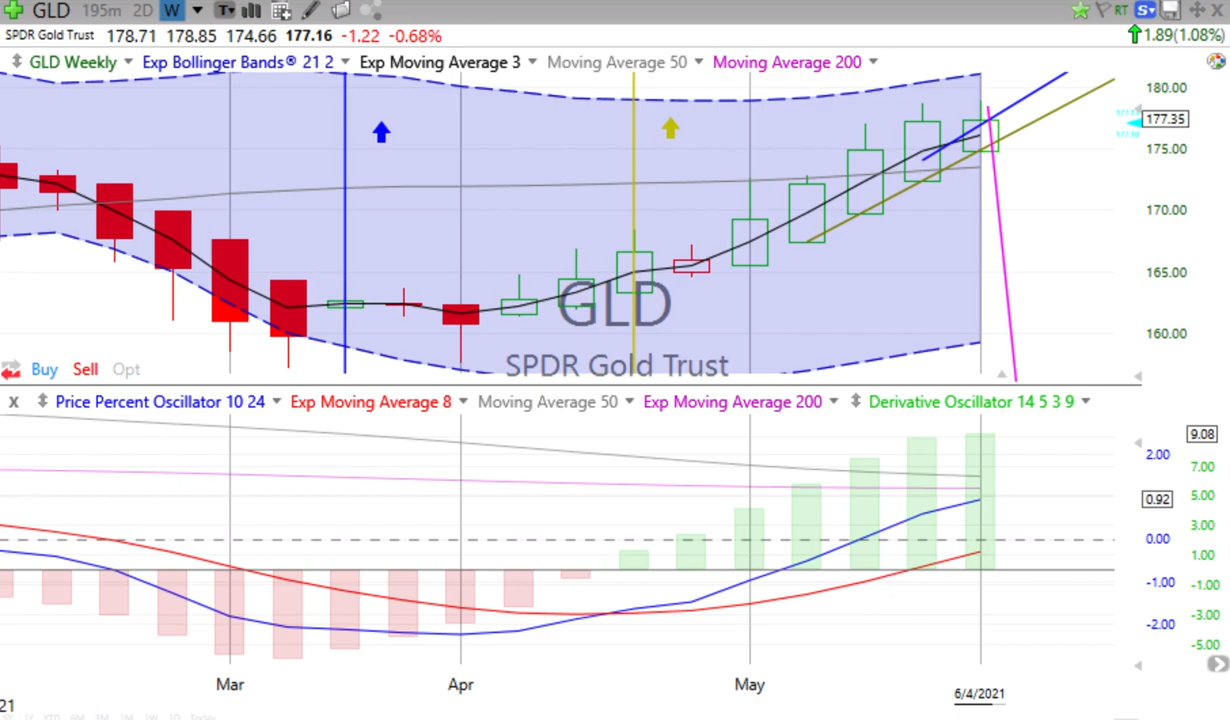 GLD 195m 2D W T RT S
SPDR Gold Trust 178.71 178.85 174.66 177.16 -1.22 -0.68% 1.89(1.08%)
GLD Weekly Exp Bollinger Bands® 21 2 Exp Moving Average 3 Moving Average 50 Moving Average 200
180.00
177.35
175.00
170.00
165.00
160.00
GLD
SPDR Gold Trust
Buy Sell Opt
X Price Percent Oscillator 10 24 Exp Moving Average 8 Moving Average 50 Exp Moving Average 200 Derivative Oscillator 14 5 3 9
9.08
2.00 7.00
0.92 5.00
3.00
0.00
1.00
-1.00 -1.00
-2.00 -3.00
-5.00
Mar Apr May 6/4/2021
21